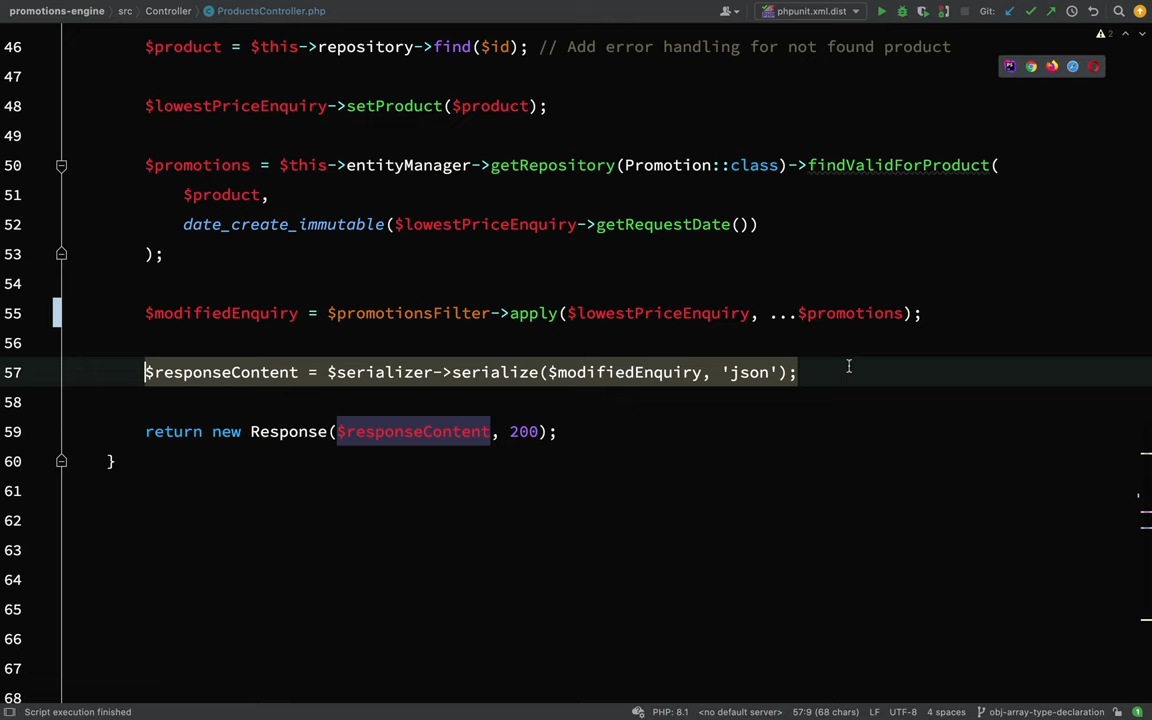 promotions-engine src Controller ProductsController.php phpunit.xml.dist Git:
46 $product = $this->repository->find($id); // Add error handling for not found product
2
47
48 $lowestPriceEnquiry->setProduct($product);
49
50 $promotions = $this->entityManager->getRepository(Promotion::class)->findValidForProduct(
51 $product,
52 date_create_immutable($lowestPriceEnquiry->getRequestDate())
53 );
54
55 $modifiedEnquiry = $promotionsFilter->apply($lowestPriceEnquiry, ...$promotions);
56
57 $responseContent = $serializer->serialize($modifiedEnquiry, 'json');
58
59 return new Response($responseContent, 200);
60 }
61
62
63
64
65
66
67
68
Script execution finished PHP: 8.1 <no default server> 57:9 (68 chars) LF UTF-8 4 spaces obj-array-type-declaration 1